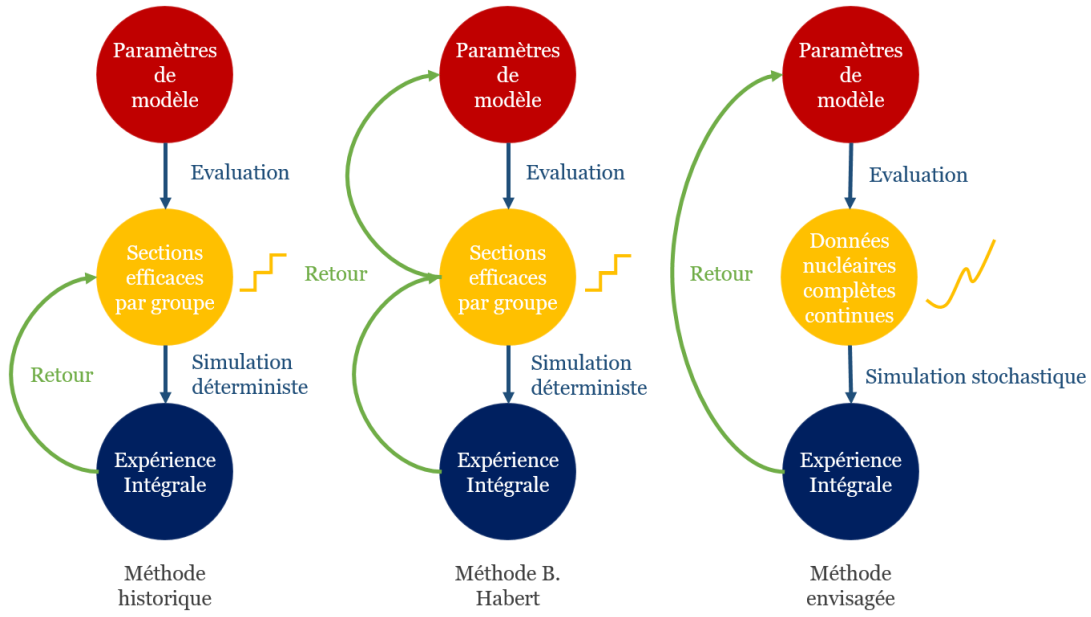 Paramètres
de
modèle
Evaluation
Sections
efficaces
par groupe
Retour
Simulation
déterministe
Expérience
Intégrale
Méthode
historique
Paramètres
de
modèle
Evaluation
Retour
Sections
efficaces
par groupe
Simulation
déterministe
Expérience
Intégrale
Méthode B.
Habert
Paramètres
de
modèle
Evaluation
Retour
Données
nucléaires
complètes
continues
Simulation stochastique
Expérience
Intégrale
Méthode
envisagée